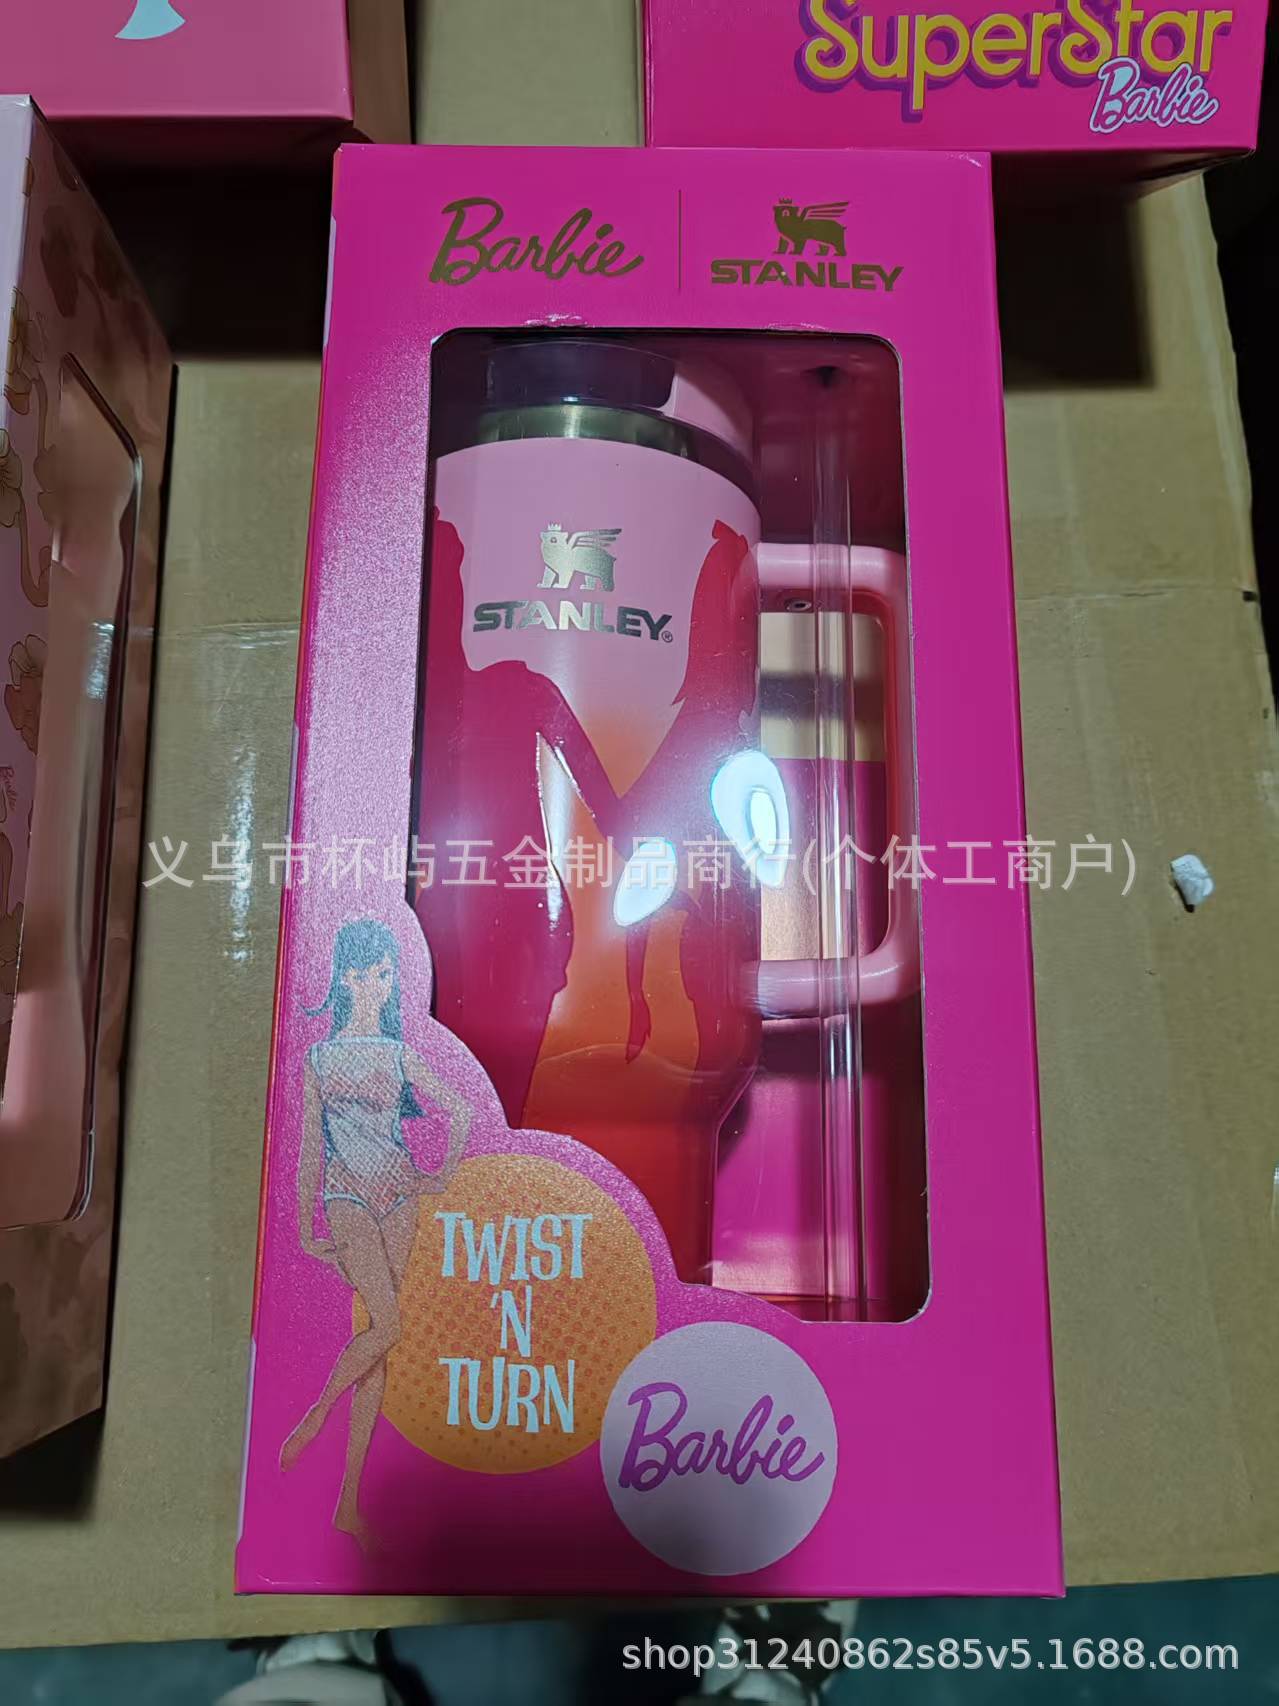 SuperStar
Barbie
Barbie
STANLEY
STANLEY®
Barbie
义乌市杯屿五金制品商行(个体工商户)
TWIST
'N
TURN
Barbie
shop31240862s85v5.1688.com